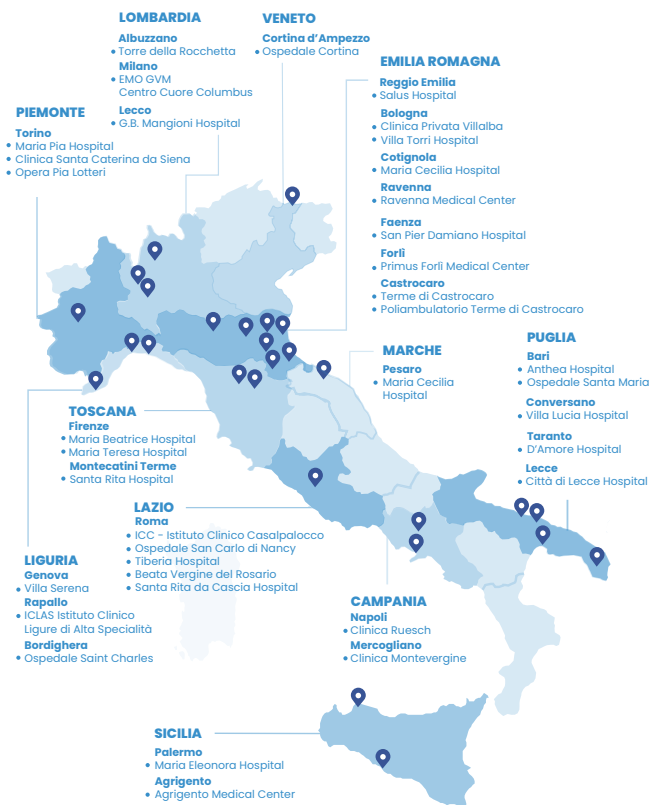 LOMBARDIA
Albuzzano
• Torre della Rocchetta
Milano
• EMO GVM
Centro Cuore Columbus
Lecco
• G.B. Mangioni Hospital
VENETO
Cortina d'Ampezzo
• Ospedale Cortina
EMILIA ROMAGNA
Reggio Emilia
• Salus Hospital
Bologna
• Clinica Privata Villalba
• Villa Torri Hospital
Cotignola
• Maria Cecilia Hospital
Ravenna
• Ravenna Medical Center
Faenza
• San Pier Damiano Hospital
Forlì
• Primus Forlì Medical Center
Castrocaro
• Terme di Castrocaro
• Poliambulatorio Terme di Castrocaro
PIEMONTE
Torino
• Maria Pia Hospital
• Clinica Santa Caterina da Siena
• Opera Pia Lotteri
MARCHE
Pesaro
• Maria Cecilia
Hospital
PUGLIA
Bari
• Anthea Hospital
• Ospedale Santa Maria
Conversano
• Villa Lucia Hospital
Taranto
• D'Amore Hospital
Lecce
• Città di Lecce Hospital
TOSCANA
Firenze
• Maria Beatrice Hospital
• Maria Teresa Hospital
Montecatini Terme
• Santa Rita Hospital
LAZIO
Roma
• ICC - Istituto Clinico Casalpalocco
• Ospedale San Carlo di Nancy
• Tiberia Hospital
• Beata Vergine del Rosario
• Santa Rita da Cascia Hospital
LIGURIA
Genova
• Villa Serena
Rapallo
• ICLAS Istituto Clinico
Ligure di Alta Specialità
Bordighera
• Ospedale Saint Charles
CAMPANIA
Napoli
• Clinica Ruesch
Mercogliano
• Clinica Montevergine
SICILIA
Palermo
• Maria Eleonora Hospital
Agrigento
• Agrigento Medical Center